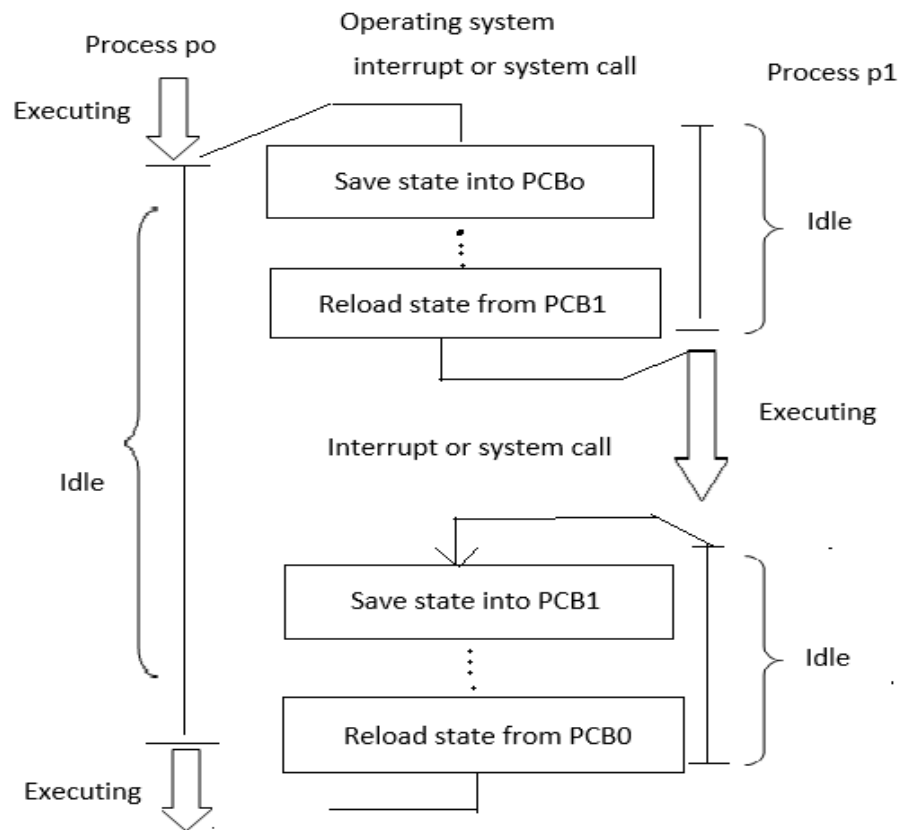 Operating system
Process po
interrupt or system call
Process p1
Executing
Save state into PCBo
Idle
Reload state from PCB1
Executing
Interrupt or system call
Idle
Save state into PCB1
Idle
Reload state from PCB0
Executing